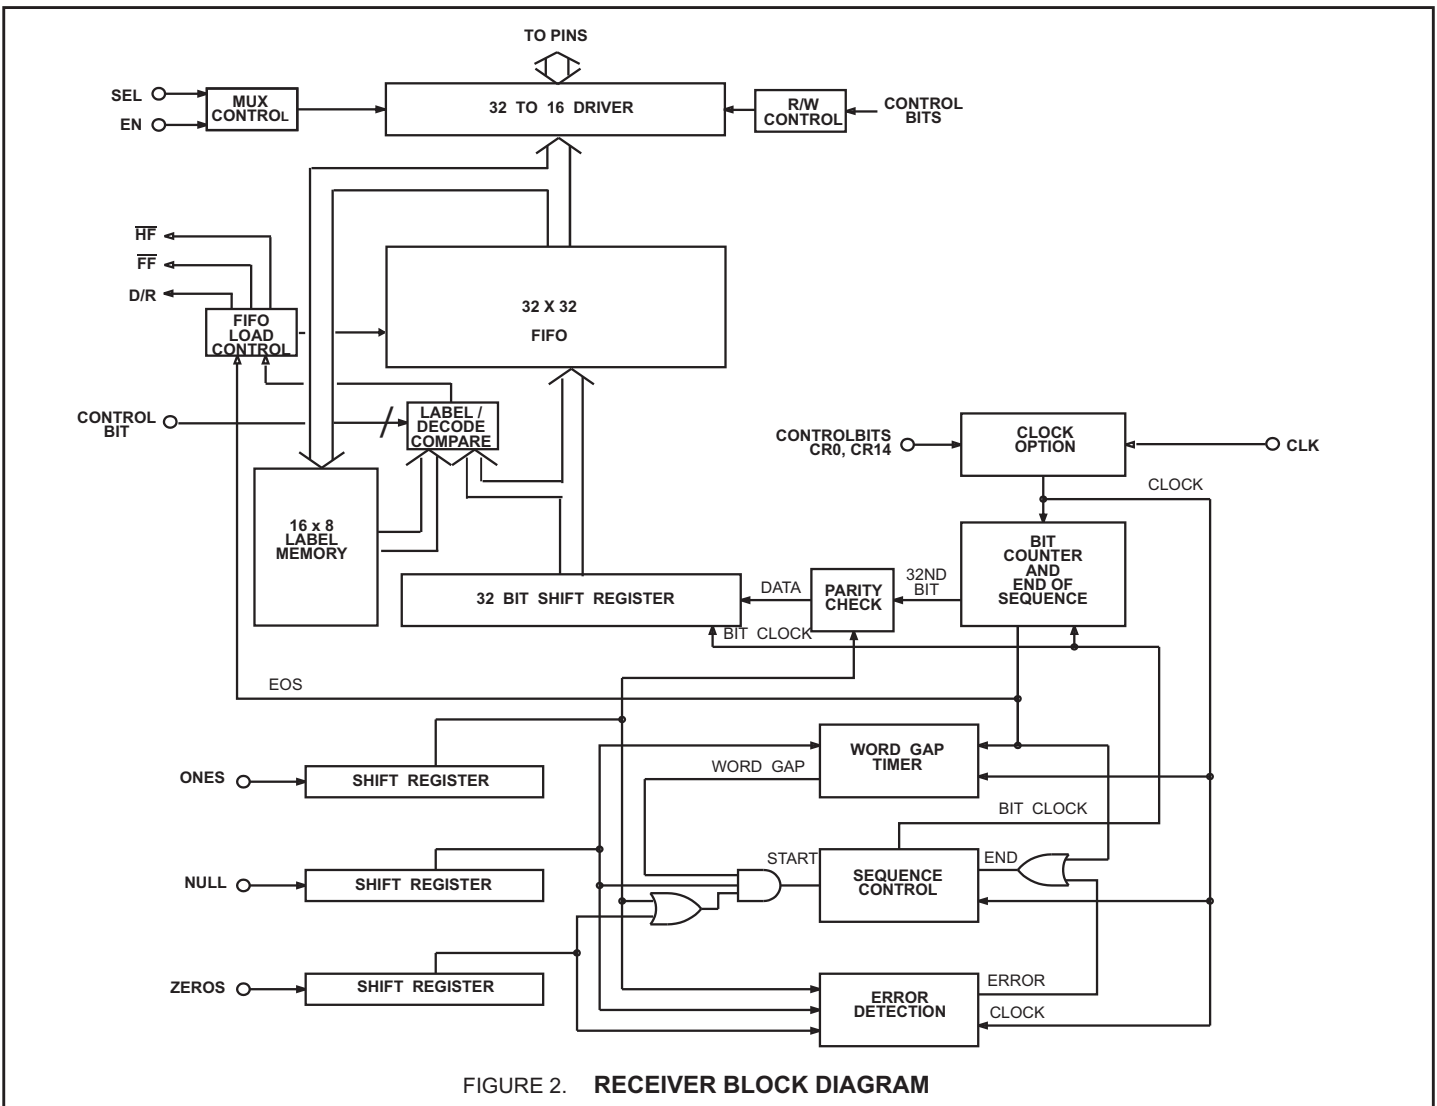 TO PINS
SEL
EN
MUX
CONTROL
32 TO 16 DRIVER
R/W
CONTROL
CONTROL
BITS
HF
FF
D/R
FIFO
LOAD
CONTROL
32 X 32
FIFO
CONTROL
BIT
LABEL /
DECODE
COMPARE
CONTROLBITS
CR0, CR14
CLOCK
OPTION
CLK
CLOCK
16 x 8
LABEL
MEMORY
BIT
COUNTER
AND
END OF
SEQUENCE
32 BIT SHIFT REGISTER
DATA
PARITY
CHECK
32ND
BIT
BIT CLOCK
EOS
ONES
SHIFT REGISTER
WORD GAP
WORD GAP
TIMER
BIT CLOCK
NULL
SHIFT REGISTER
START
SEQUENCE
CONTROL
END
ZEROS
SHIFT REGISTER
ERROR
DETECTION
ERROR
CLOCK
FIGURE 2. RECEIVER BLOCK DIAGRAM